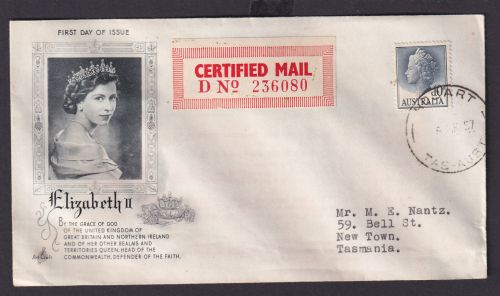 FIRST DAY OF ISSUE
CERTIFIED MAIL
D No 236080
AUSTRALIA
TAS-AUST
Elizabeth II
BY THE GRACE OF GOD
OF THE UNITED KINGDOM OF
GREAT BRITAIN AND NORTHERN IRELAND
AND OF HER OTHER REALMS AND
TERRITORIES QUEEN, HEAD OF THE
COMMONWEALTH, DEFENDER OF THE FAITH.
Mr. M. E. Nantz.
59. Bell St.
New Town.
Tasmania.